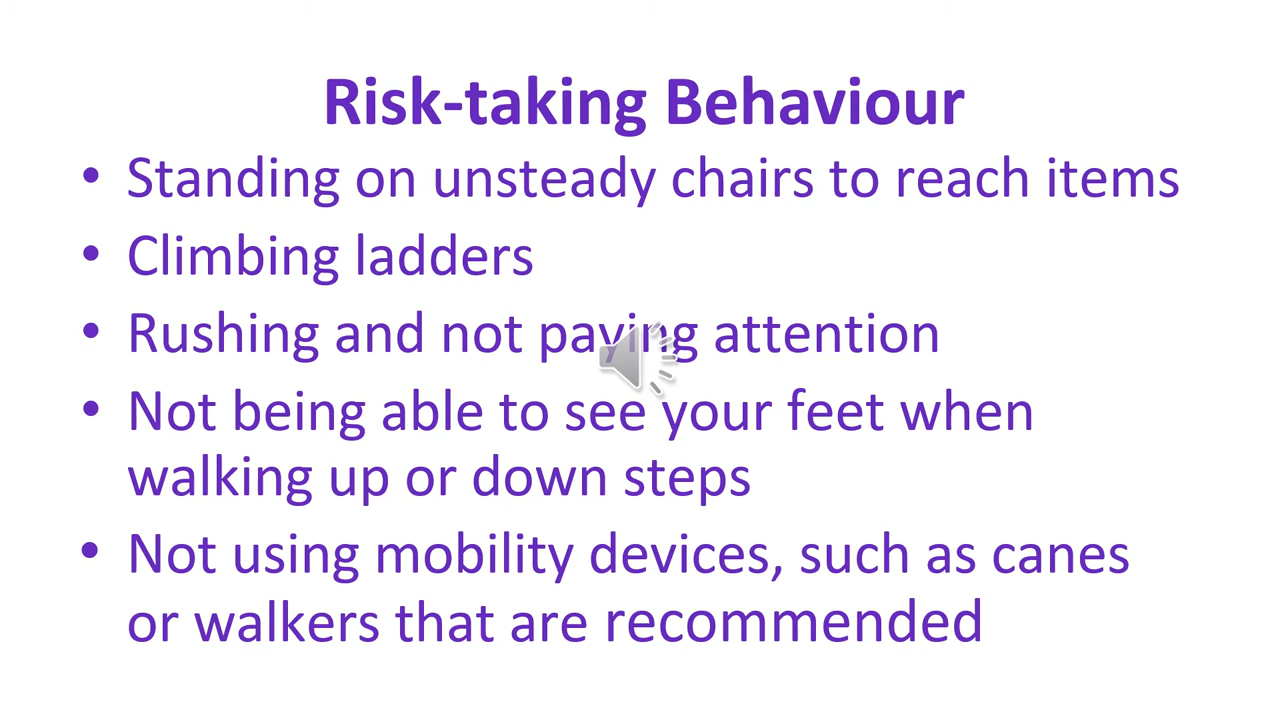 Risk-taking Behaviour
• Standing on unsteady chairs to reach items
• Climbing ladders
• Rushing and not paying attention
• Not being able to see your feet when
walking up or down steps
• Not using mobility devices, such as canes
or walkers that are recommended